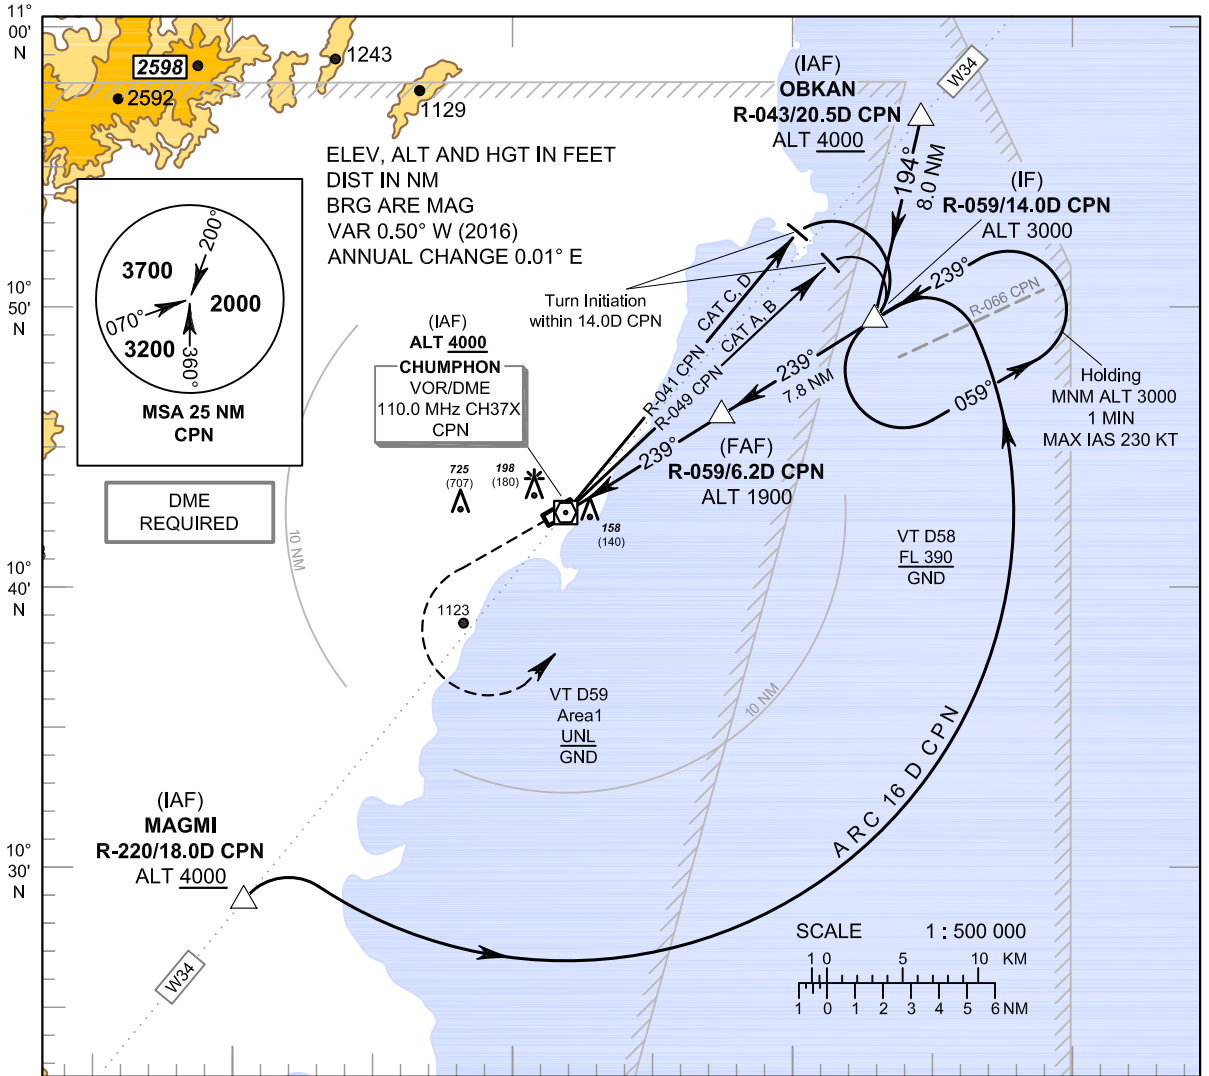 11°
00'
N
2598
2592
1243
1129
(IAF)
OBKAN
R-043/20.5D CPN
ALT 4000
W34
194°
8.0 NM
ELEV, ALT AND HGT IN FEET
DIST IN NM
BRG ARE MAG
VAR 0.50° W (2016)
ANNUAL CHANGE 0.01° E
(IF)
R-059/14.0D CPN
ALT 3000
200°
3700
2000
070°
3200
360°
MSA 25 NM
CPN
10°
50'
N
Turn Initiation
within 14.0D CPN
239°
R-066 CPN
059°
Holding
MNM ALT 3000
1 MIN
MAX IAS 230 KT
(IAF)
ALT 4000
CHUMPHON
VOR/DME
110.0 MHz CH37X
CPN
R-041 CPN CAT C, D
R-049 CPN CAT A, B
239°
7.8 NM
239°
(FAF)
R-059/6.2D CPN
ALT 1900
DME
REQUIRED
10 NM
725
(707)
198
(180)
158
(140)
VT D58
FL 390
GND
10°
40'
N
1123
VT D59
Area1
UNL
GND
10 NM
ARC 16 D CPN
(IAF)
MAGMI
R-220/18.0D CPN
ALT 4000
10°
30'
N
W34
SCALE 1 : 500 000
1 0 5 10 KM
1 0 1 2 3 4 5 6 NM